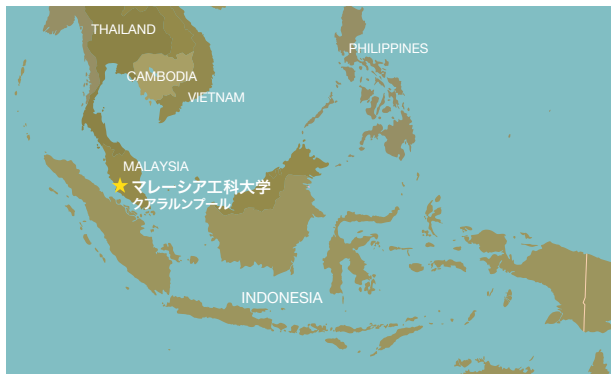 THAILAND
PHILIPPINES
CAMBODIA
VIETNAM
MALAYSIA
マレーシア工科大学
クアラルンプール
INDONESIA